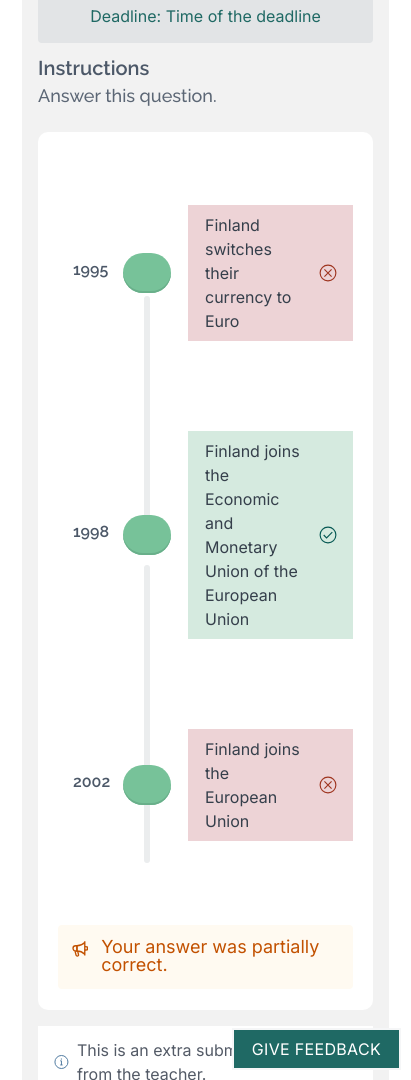 Deadline: Time of the deadline
Instructions
Answer this question.
1995
Finland
switches
their
currency to
Euro
1998
Finland joins
the
Economic
and
Monetary
Union of the
European
Union
2002
Finland joins
the
European
Union
Your answer was partially
correct.
This is an extra
from the teacher.
GIVE FEEDBACK